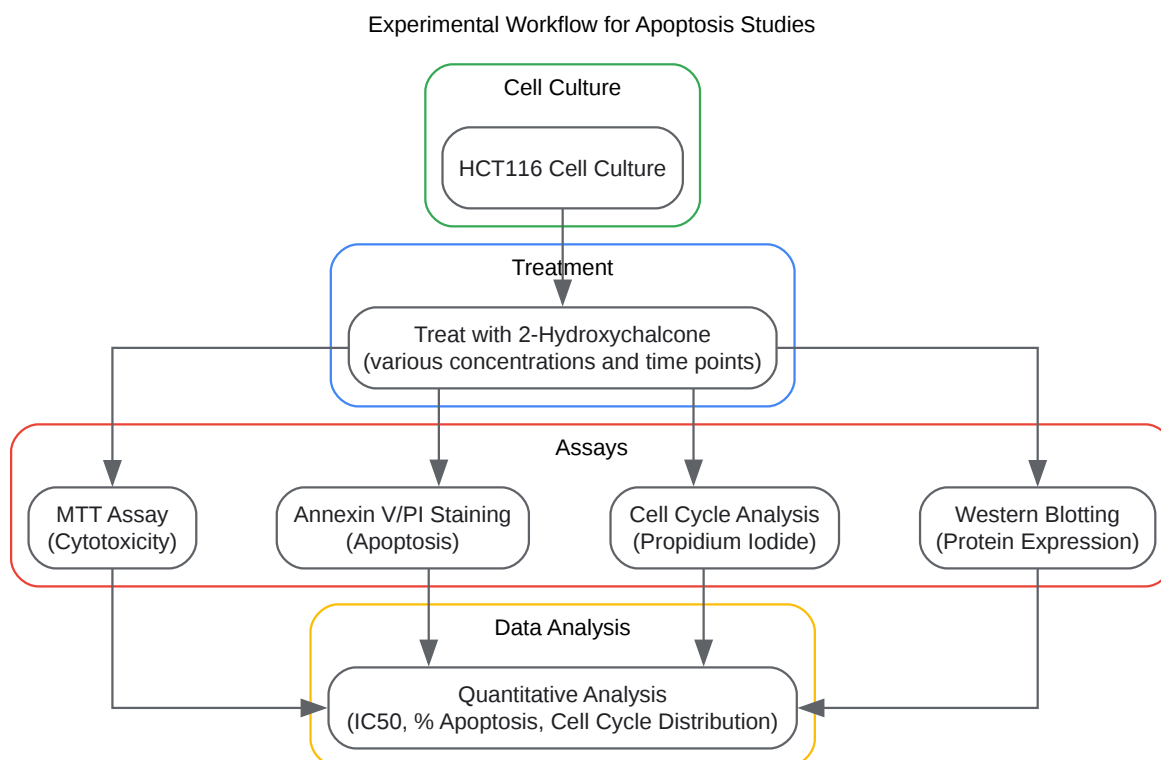 Experimental Workflow for Apoptosis Studies
Cell Culture
HCT116 Cell Culture
Treatment
Treat with 2-Hydroxychalcone
(various concentrations and time points)
Assays
MTT Assay
(Cytotoxicity)
Annexin V/PI Staining
(Apoptosis)
Cell Cycle Analysis
(Propidium Iodide)
Western Blotting
(Protein Expression)
Data Analysis
Quantitative Analysis
(IC50, % Apoptosis, Cell Cycle Distribution)